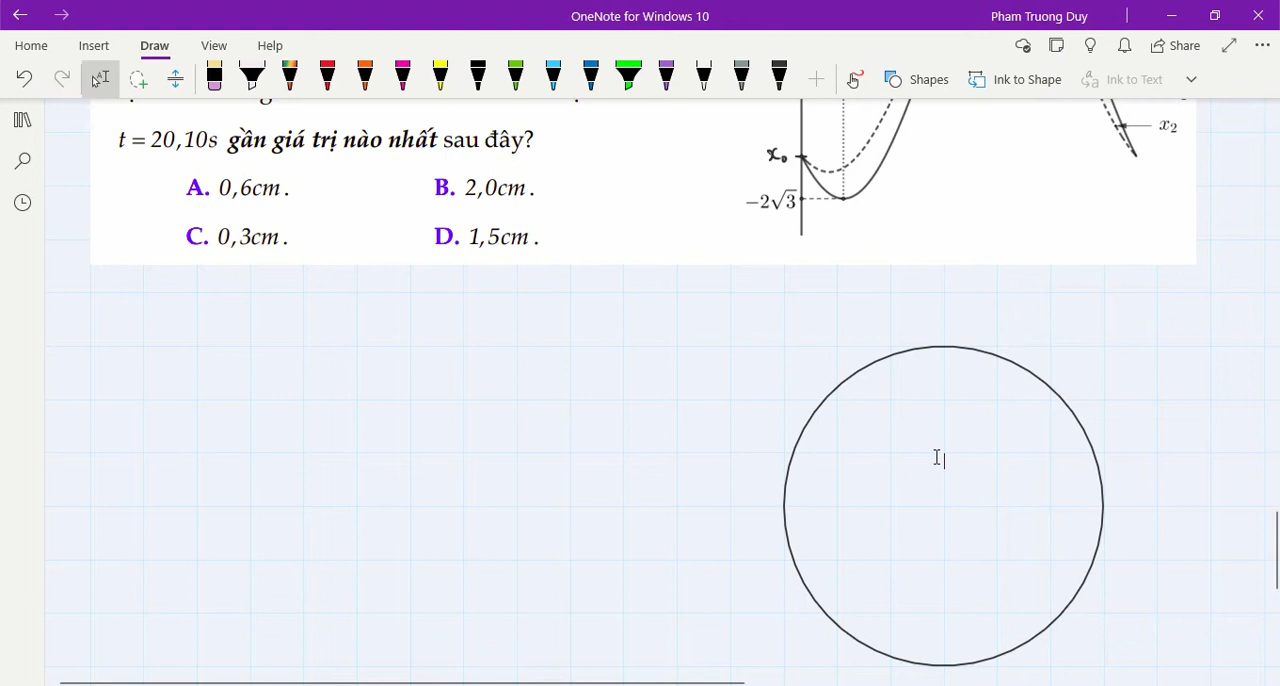 OneNote for Windows 10
Pham Truong Duy
Home Insert Draw View Help
Share
Shapes
Ink to Shape
Ink to Text
t = 20,10s gần giá trị nào nhất sau đây?
A. 0,6cm .
B. 2,0cm .
C. 0,3cm .
D. 1,5cm .
x₀
−2√3
x₂